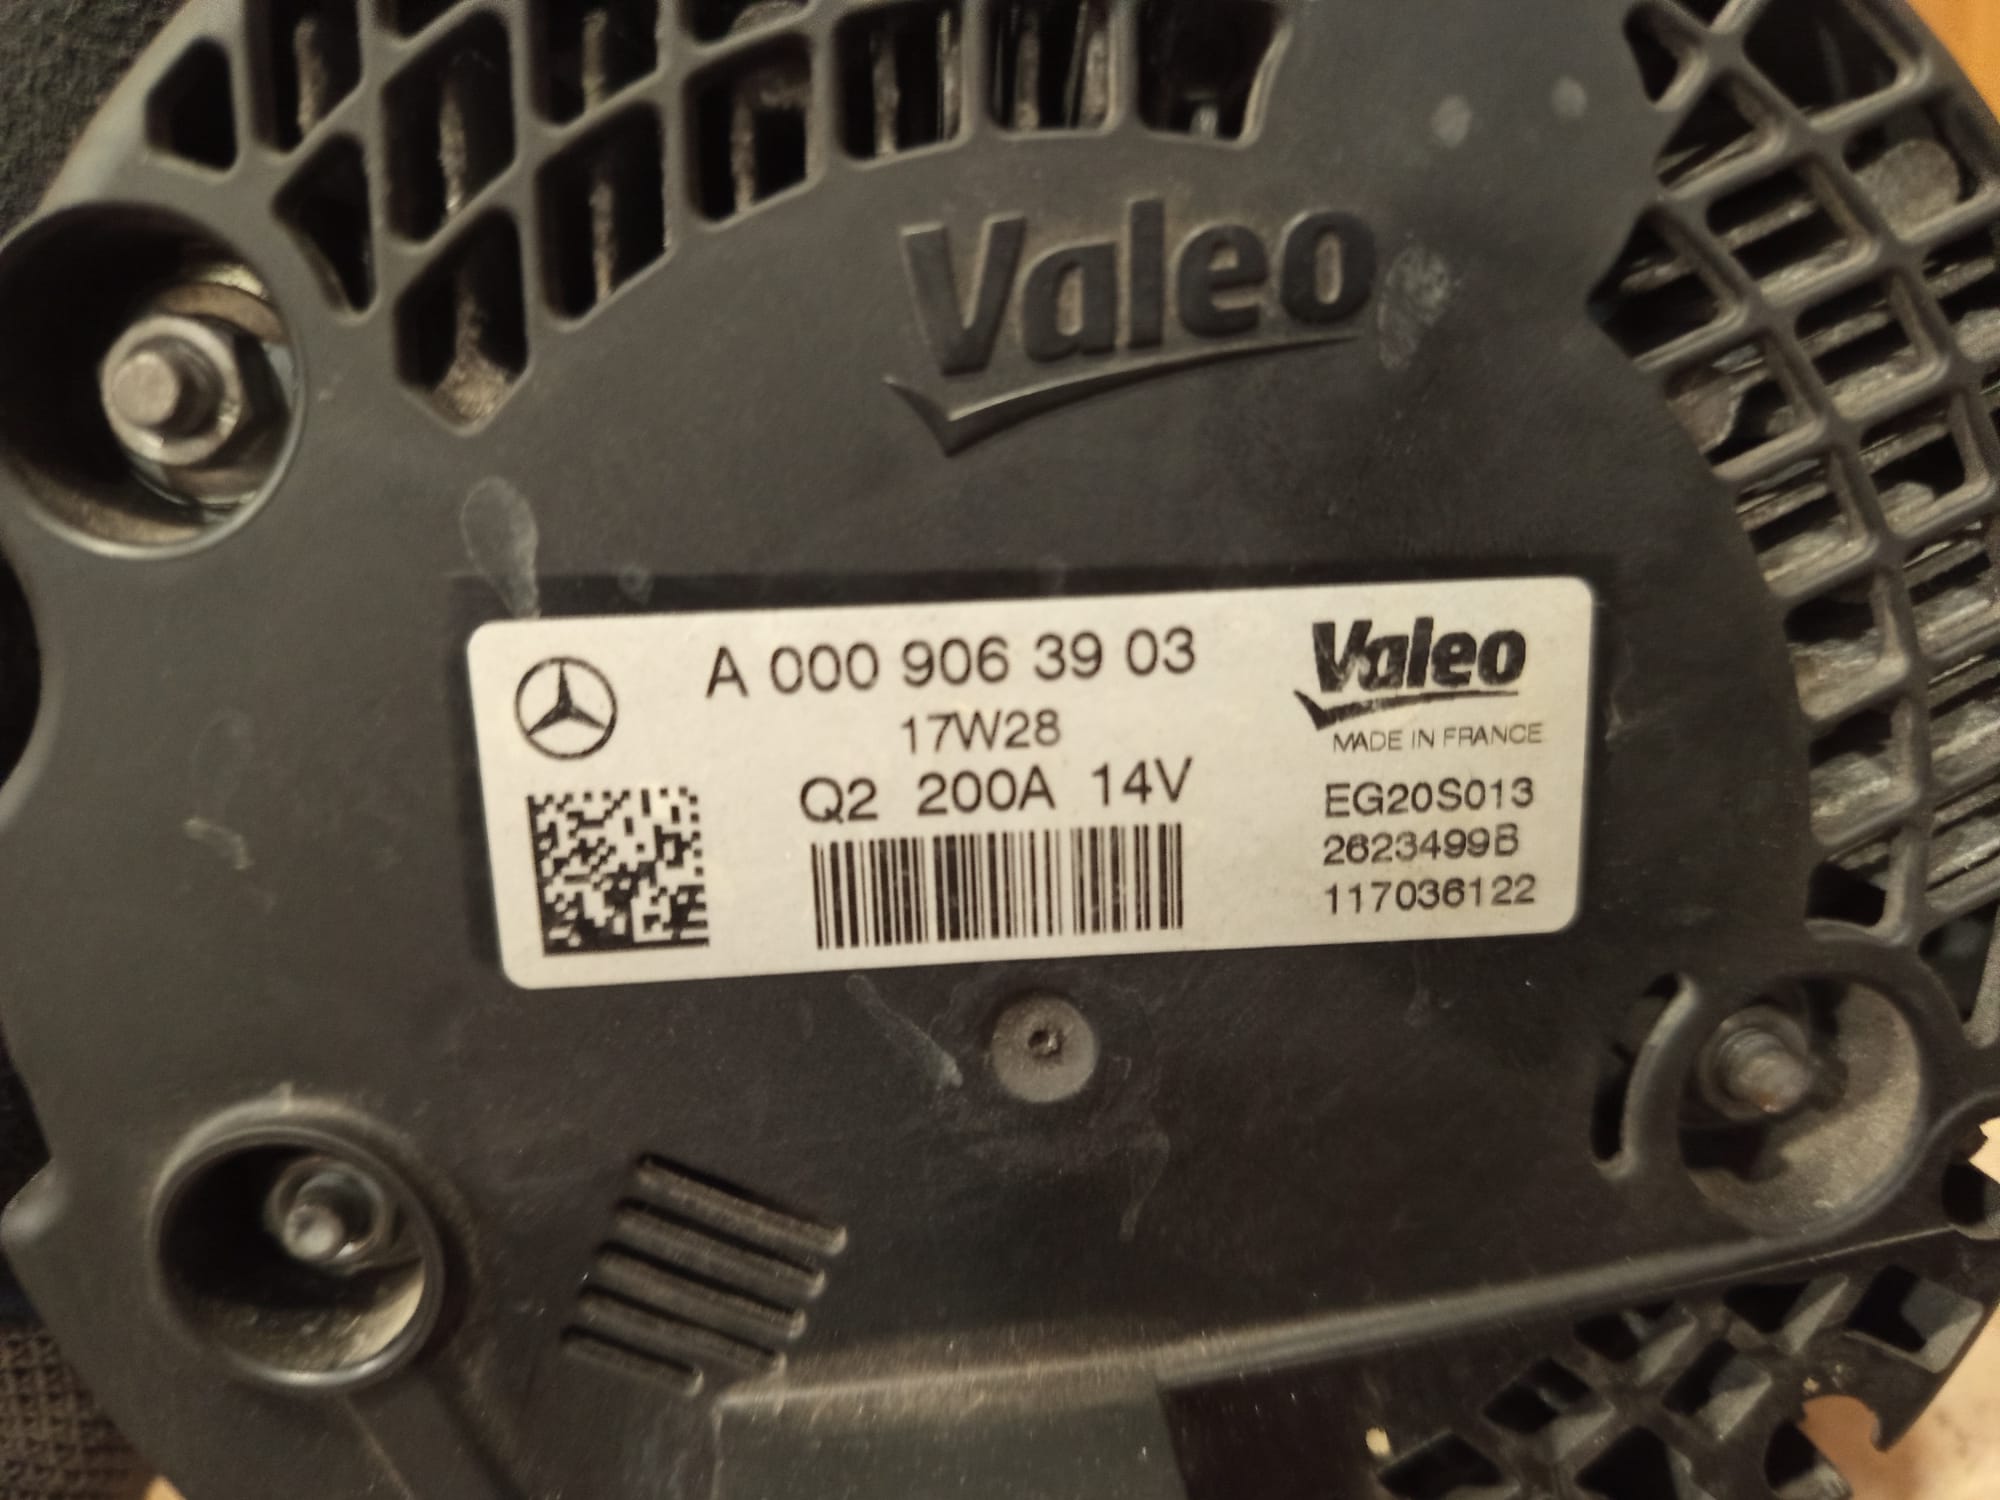 Valeo
A 000 906 39 03
17W28
Q2 200A 14V
Valeo
MADE IN FRANCE
EG20S013
2623499B
117036122